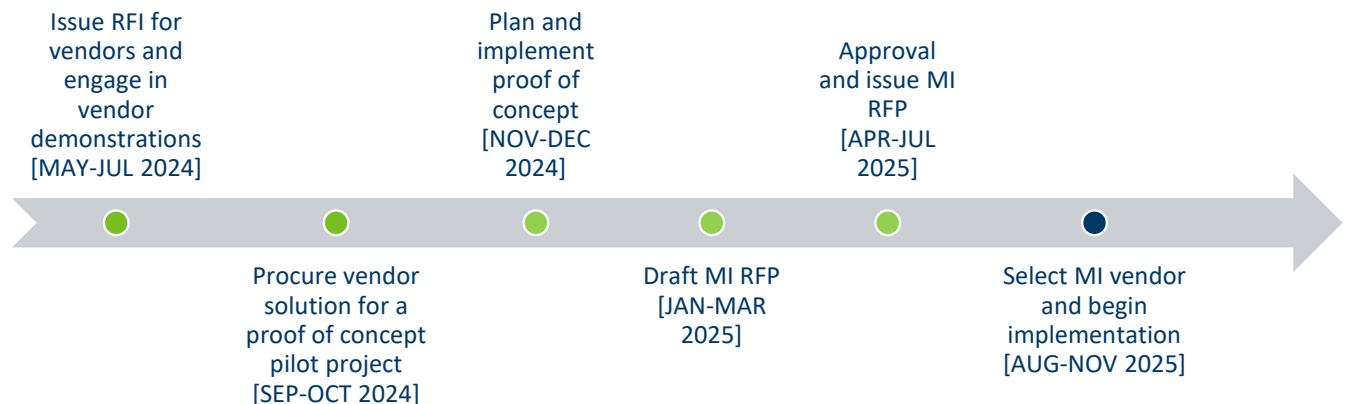 Issue RFI for
vendors and
engage in
vendor
demonstrations
[MAY-JUL 2024]
Procure vendor
solution for a
proof of concept
pilot project
[SEP-OCT 2024]
Plan and
implement
proof of
concept
[NOV-DEC
2024]
Draft MI RFP
[JAN-MAR
2025]
Approval
and issue MI
RFP
[APR-JUL
2025]
Select MI vendor
and begin
implementation
[AUG-NOV 2025]